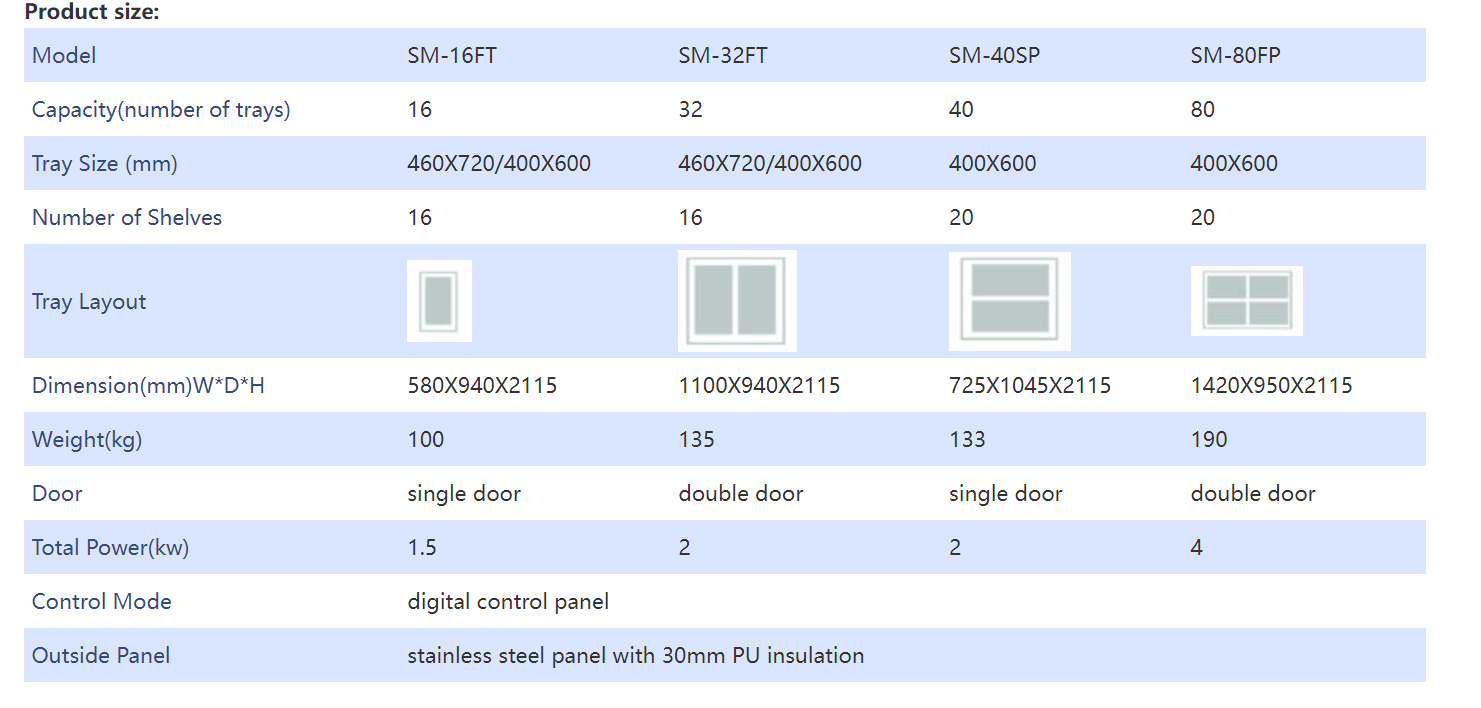 Product size:
Model SM-16FT SM-32FT SM-40SP SM-80FP
Capacity(number of trays) 16 32 40 80
Tray Size (mm) 460X720/400X600 460X720/400X600 400X600 400X600
Number of Shelves 16 16 20 20
Tray Layout
Dimension(mm)W*D*H 580X940X2115 1100X940X2115 725X1045X2115 1420X950X2115
Weight(kg) 100 135 133 190
Door single door double door single door double door
Total Power(kw) 1.5 2 2 4
Control Mode digital control panel
Outside Panel stainless steel panel with 30mm PU insulation